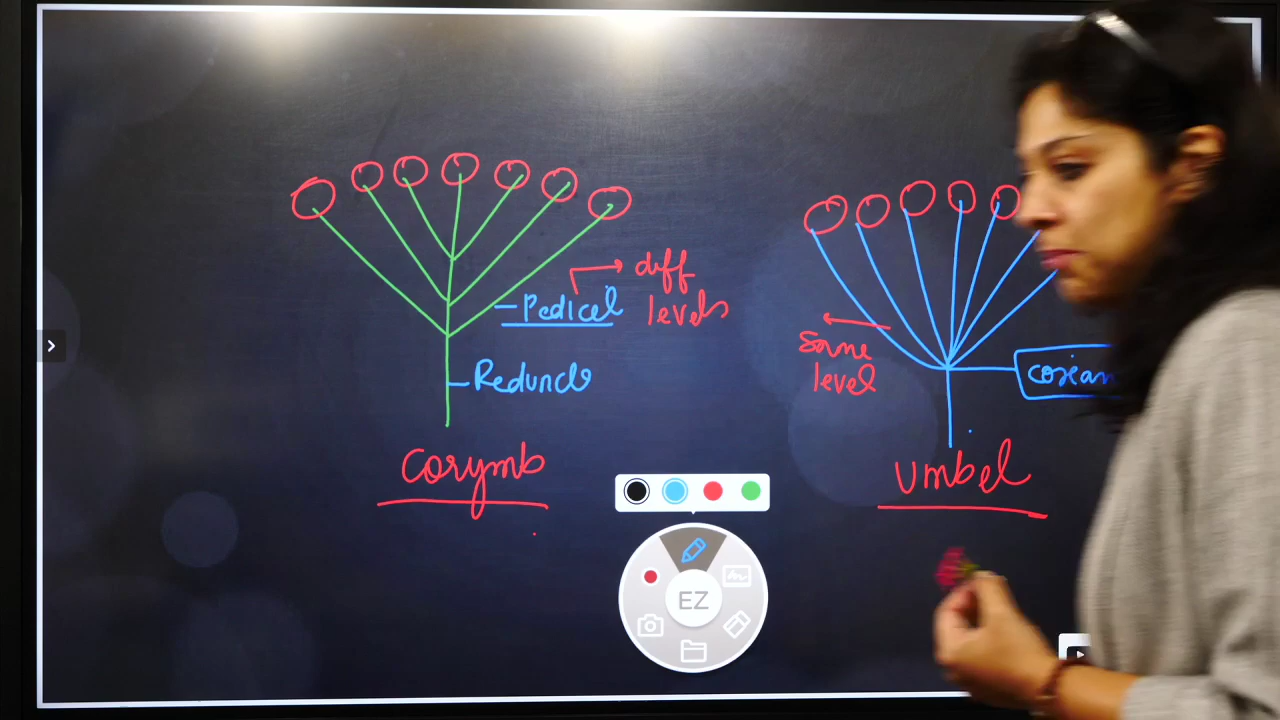 diff
levels
Pedicel
Same
level
Peduncle
corymb
umbel
EZ